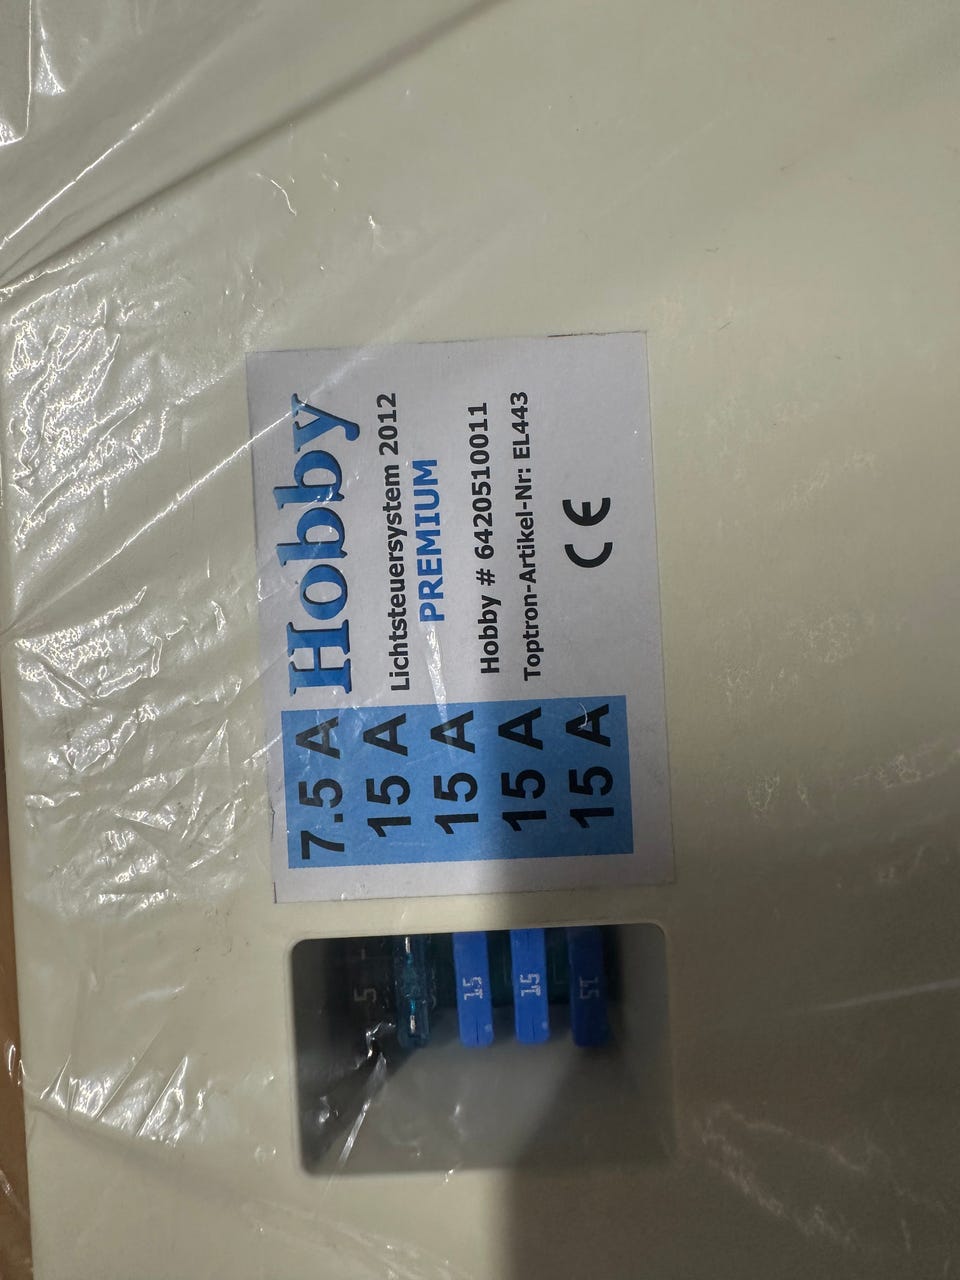 Hobby
Lichtsteuersystem 2012
PREMIUM
Hobby # 6420510011
Toptron-Artikel-Nr: EL443
CE
7.5 A
15 A
15 A
15 A
15 A
5
15
15
15